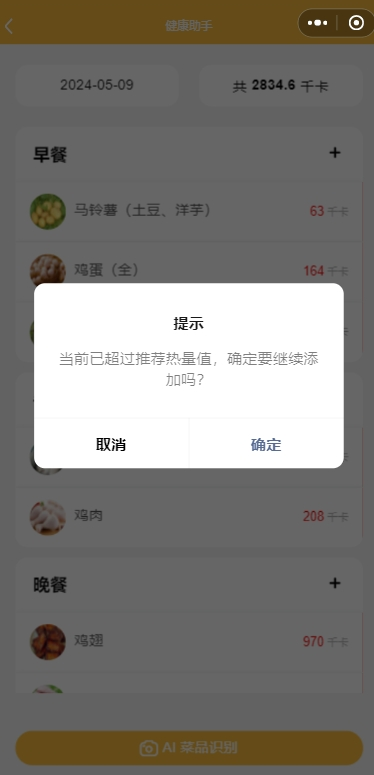 健康助手
2024-05-09
共 2834.6 千卡
早餐
+
马铃薯（土豆、洋芋）
63 千卡
鸡蛋（全）
164 千卡
提示
当前已超过推荐热量值，确定要继续添
加吗？
取消
确定
鸡肉
208 千卡
晚餐
+
鸡翅
970 千卡
AI 菜品识别